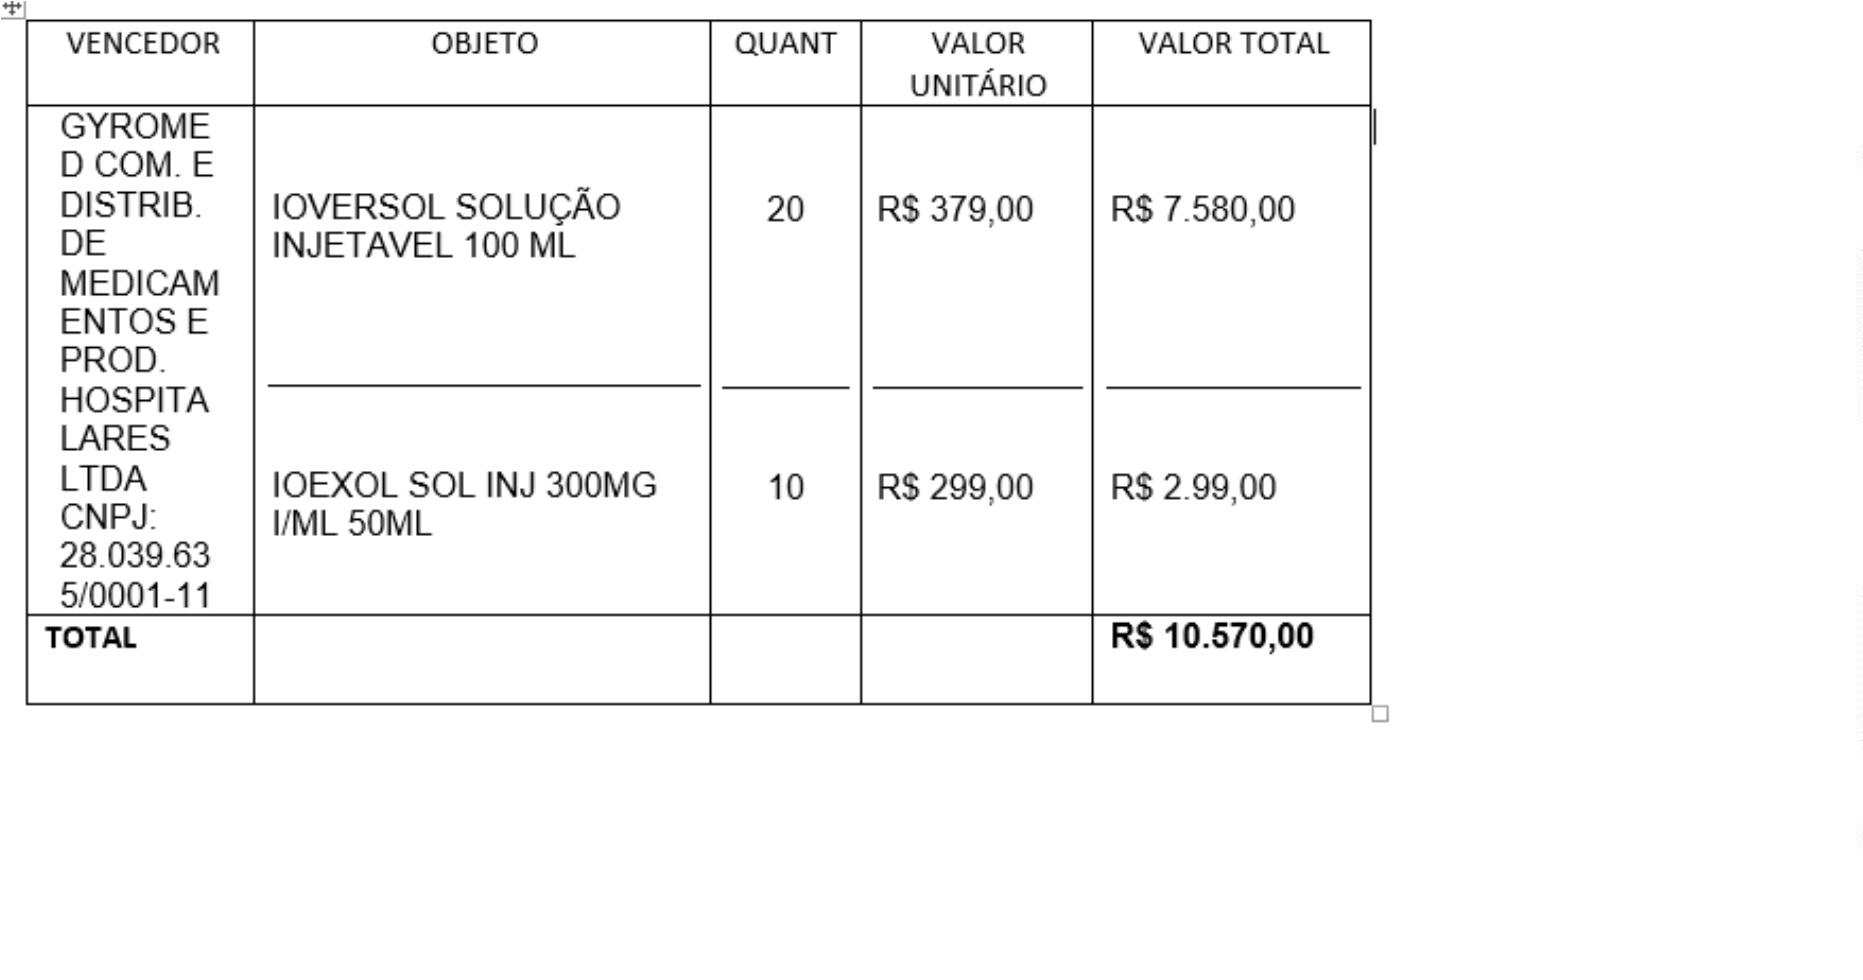 VENCEDOR OBJETO QUANT VALOR UNITÁRIO VALOR TOTAL
GYROME
D COM. E
DISTRIB.
DE
MEDICAM
ENTOS E
PROD.
HOSPITA
LARES
LTDA
CNPJ:
28.039.63
5/0001-11
IOVERSOL SOLUÇÃO
INJETAVEL 100 ML
20
R$ 379,00
R$ 7.580,00
IOEXOL SOL INJ 300MG
I/ML 50ML
10
R$ 299,00
R$ 2.99,00
TOTAL
R$ 10.570,00